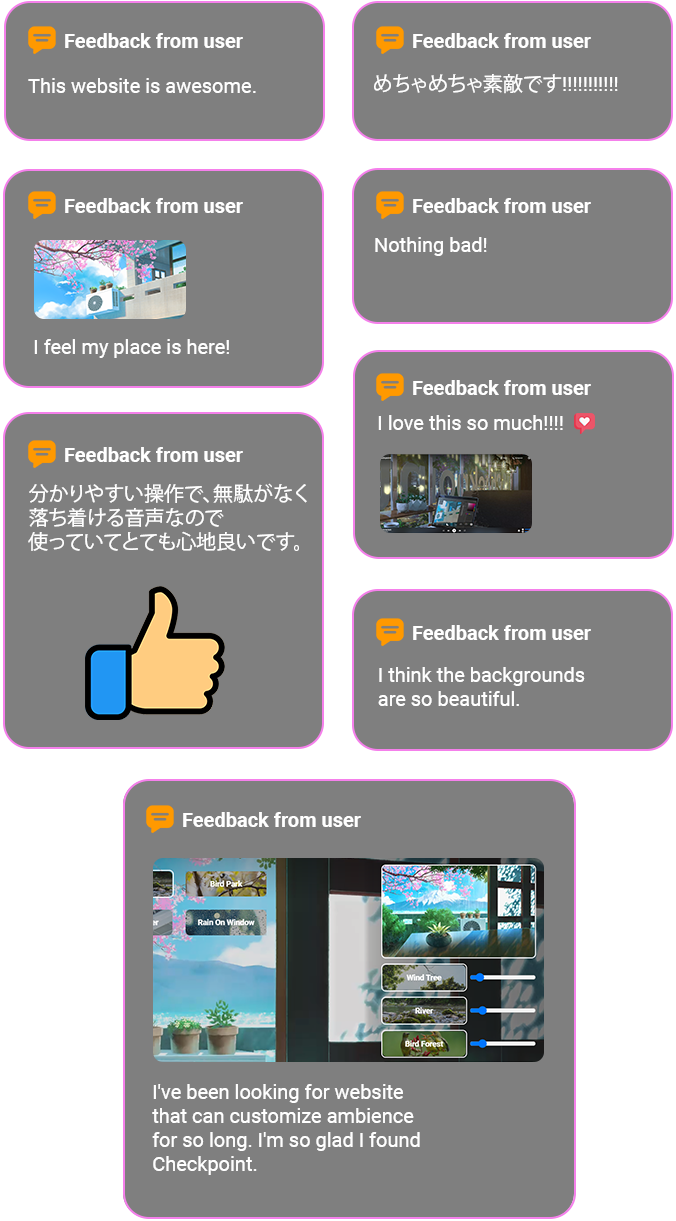 Feedback from user
This website is awesome.
Feedback from user
めちゃめちゃ素敵です!!!!!!!!!!!
Feedback from user
I feel my place is here!
Feedback from user
Nothing bad!
Feedback from user
I love this so much!!!!
Feedback from user
分かりやすい操作で、無駄がなく
落ち着ける音声なので
使っていてとても心地良いです。
Feedback from user
I think the backgrounds
are so beautiful.
Feedback from user
Bird Park
Rain On Window
Wind Tree
River
Bird Forest
I've been looking for website
that can customize ambience
for so long. I'm so glad I found
Checkpoint.